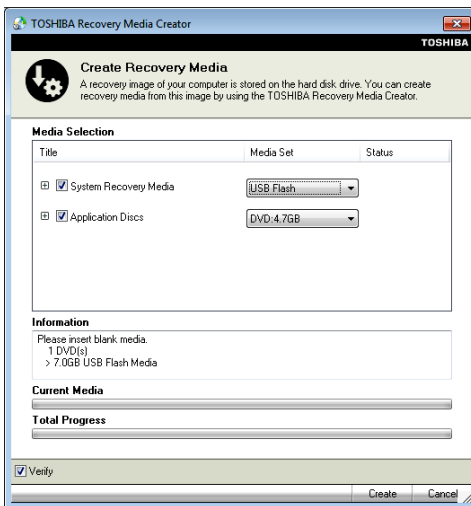 TOSHIBA Recovery Media Creator
TOSHIBA
Create Recovery Media
A recovery image of your computer is stored on the hard disk drive. You can create
recovery media from this image by using the TOSHIBA Recovery Media Creator.
Media Selection
Title Media Set Status
System Recovery Media USB Flash
Application Discs DVD:4.7GB
Information
Please insert blank media.
1 DVD(s)
> 7.0GB USB Flash Media
Current Media
Total Progress
Verify
Create Cancel